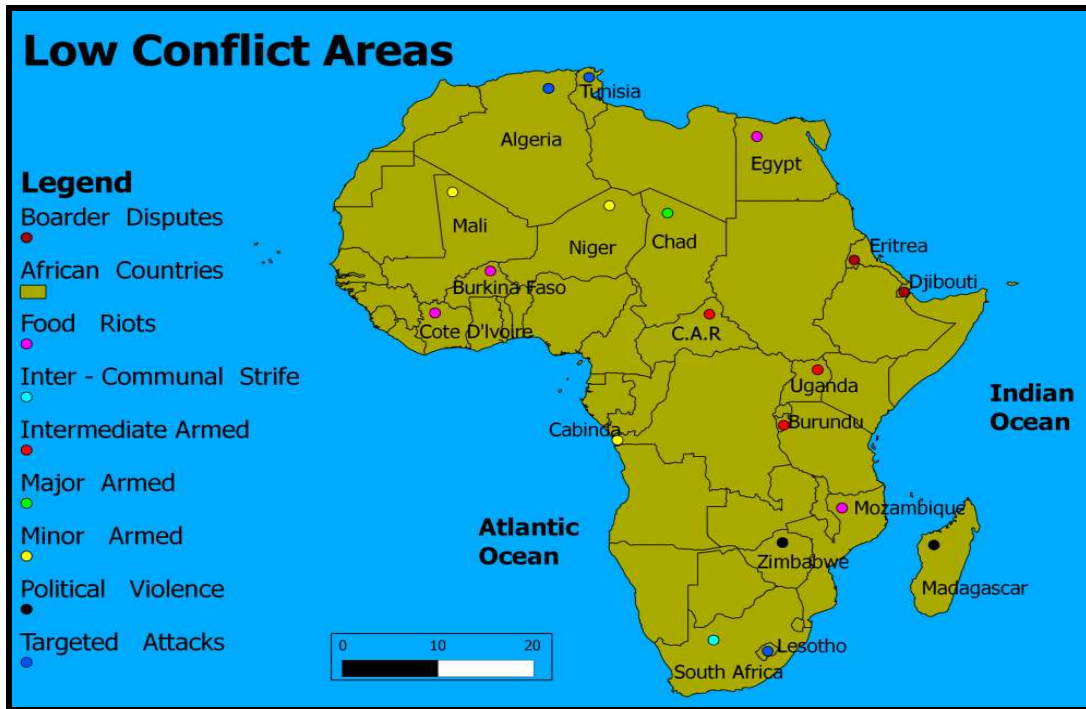 Low Conflict Areas
Legend
Boarder Disputes
African Countries
Food Riots
Inter - Communal Strife
Intermediate Armed
Major Armed
Minor Armed
Political Violence
Targeted Attacks
Tunisia
Algeria
Egypt
Mali
Niger
Chad
Eritrea
Djibouti
Burkina Faso
Cote D'Ivoire
C.A.R
Uganda
Indian
Ocean
Burundu
Cabinda
Mozambique
Atlantic
Ocean
Zimbabwe
Madagascar
Lesotho
South Africa
0 10 20